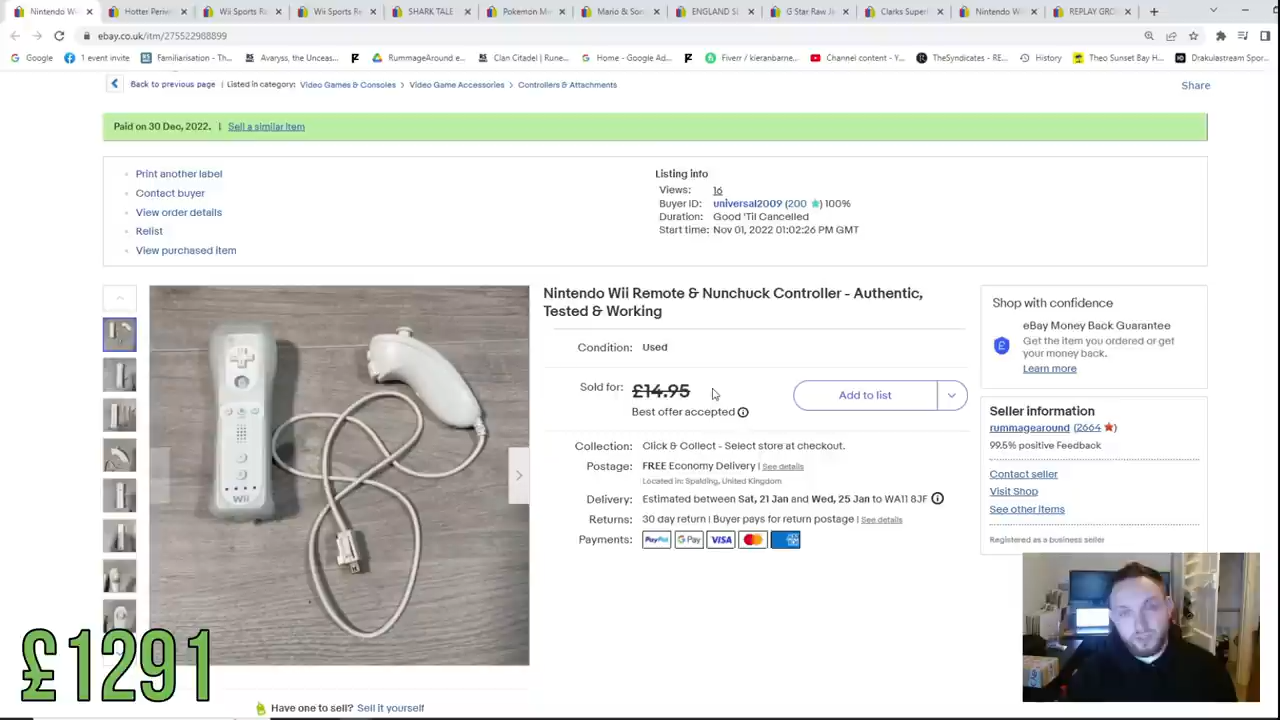 Nintendo Wi
Hotter Periw
Wii Sports R
Wii Sports Re
SHARK TALE
Pokemon M
Mario & Son
ENGLAND S
G Star Raw J
Clarks Super
Nintendo Wi
REPLAY GRO
ebay.co.uk/itm/275522988899
Google
1 event invite
Familiarisation - Th...
Avaryss, the Unceas...
RummageAround e...
Clan Citadel | Rune...
Home - Google Ad...
Fiverr / kieranbarne...
Channel content - Y...
TheSyndicates - RE...
History
Theo Sunset Bay H...
Drakulastream Spor...
Back to previous page | Listed in category: Video Games & Consoles > Video Game Accessories > Controllers & Attachments
Share
Paid on 30 Dec, 2022. | Sell a similar item
Print another label
Contact buyer
View order details
Relist
View purchased item
Listing info
Views: 16
Buyer ID: universal2009 (200 ) 100%
Duration: Good 'Til Cancelled
Start time: Nov 01, 2022 01:02:26 PM GMT
Wii
Nintendo Wii Remote & Nunchuck Controller - Authentic,
Tested & Working
Condition: Used
Sold for: £14.95
Best offer accepted
Add to list
Collection: Click & Collect - Select store at checkout.
Postage: FREE Economy Delivery | See details
Located in: Spalding, United Kingdom
Delivery: Estimated between Sat, 21 Jan and Wed, 25 Jan to WA11 8JF
Returns: 30 day return | Buyer pays for return postage | See details
Payments: PayPal G Pay VISA
Shop with confidence
eBay Money Back Guarantee
Get the item you ordered or get
your money back.
Learn more
Seller information
rummagearound (2664 )
99.5% positive Feedback
Contact seller
Visit Shop
See other items
Registered as a business seller
£1291
Have one to sell? Sell it yourself